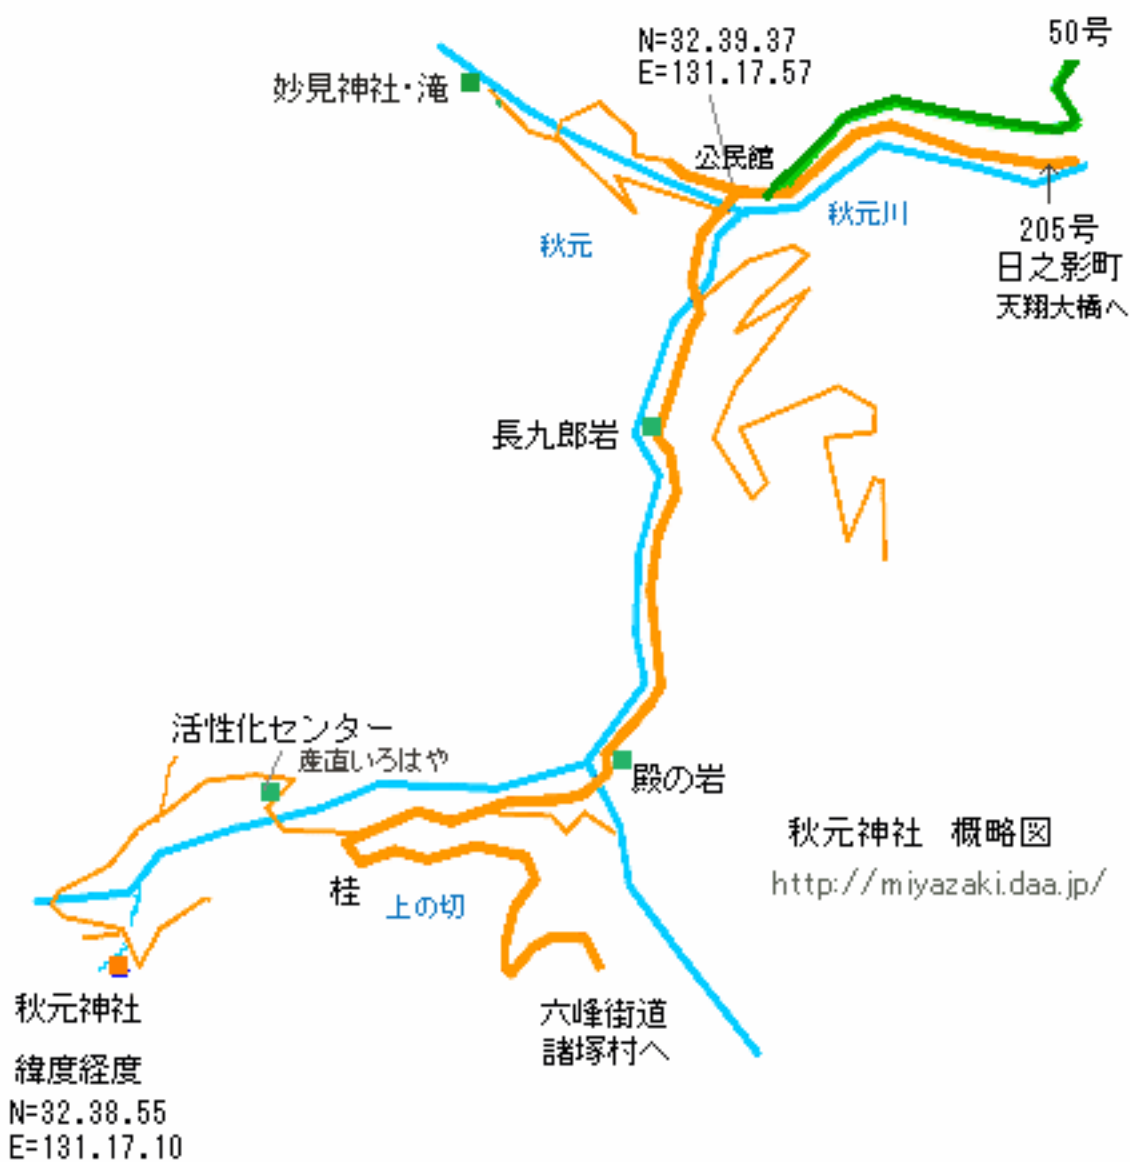 50号
N=32.39.37
E=131.17.57
妙見神社・滝
公民館
秋元川
205号
日之影町
天翔大橋へ
秋元
長九郎岩
活性化センター
産直いろはや
殿の岩
秋元神社 概略図
http://miyazaki.daa.jp/
桂
上の切
秋元神社
六峰街道
諸塚村へ
緯度経度
N=32.38.55
E=131.17.10